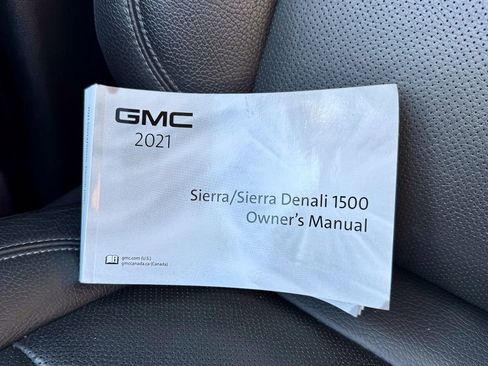 GMC
2021
Sierra/Sierra Denali 1500
Owner's Manual
gmc.com (U.S.)
gmccanada.ca (Canada)